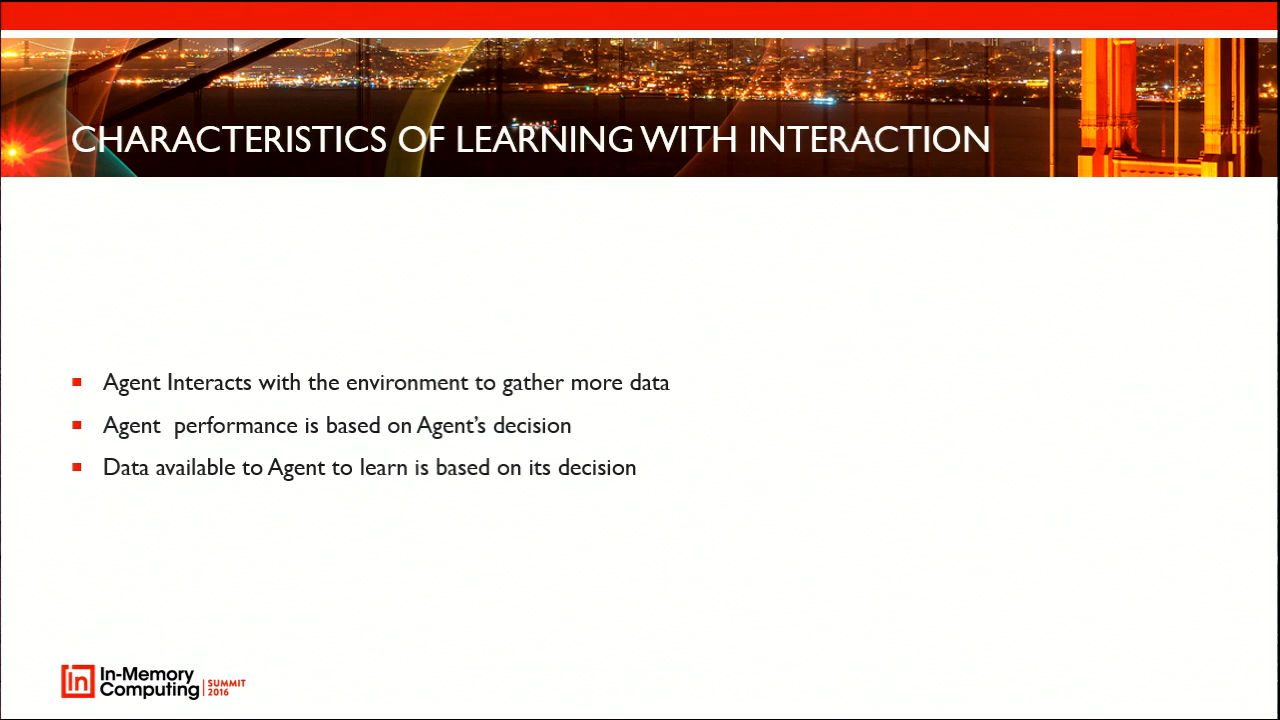 CHARACTERISTICS OF LEARNING WITH INTERACTION
Agent Interacts with the environment to gather more data
Agent  performance is based on Agent's decision
Data available to Agent to learn is based on its decision
in In-Memory
Computing
SUMMIT
2016